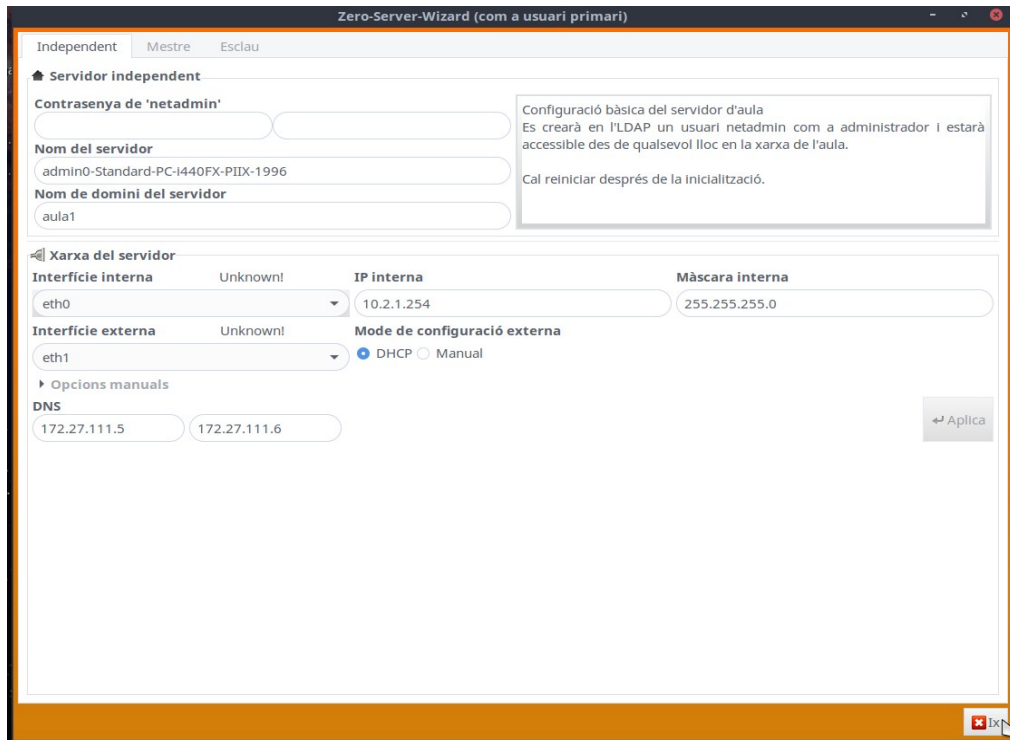 Zero-Server-Wizard (com a usuari primari)
Independent Mestre Esclau
Servidor independent
Contrasenya de 'netadmin'
Nom del servidor
admin0-Standard-PC-i440FX-PIIX-1996
Nom de domini del servidor
aula1
Configuració bàsica del servidor d'aula
Es crearà en l'LDAP un usuari netadmin com a administrador i estarà
accessible des de qualsevol lloc en la xarxa de l'aula.
Cal reiniciar després de la inicialització.
Xarxa del servidor
Interfície interna Unknown! IP interna Màscara interna
eth0 10.2.1.254 255.255.255.0
Interfície externa Unknown! Mode de configuració externa
eth1 DHCP Manual
Opcions manuals
DNS
172.27.111.5 172.27.111.6
Aplica
Ix